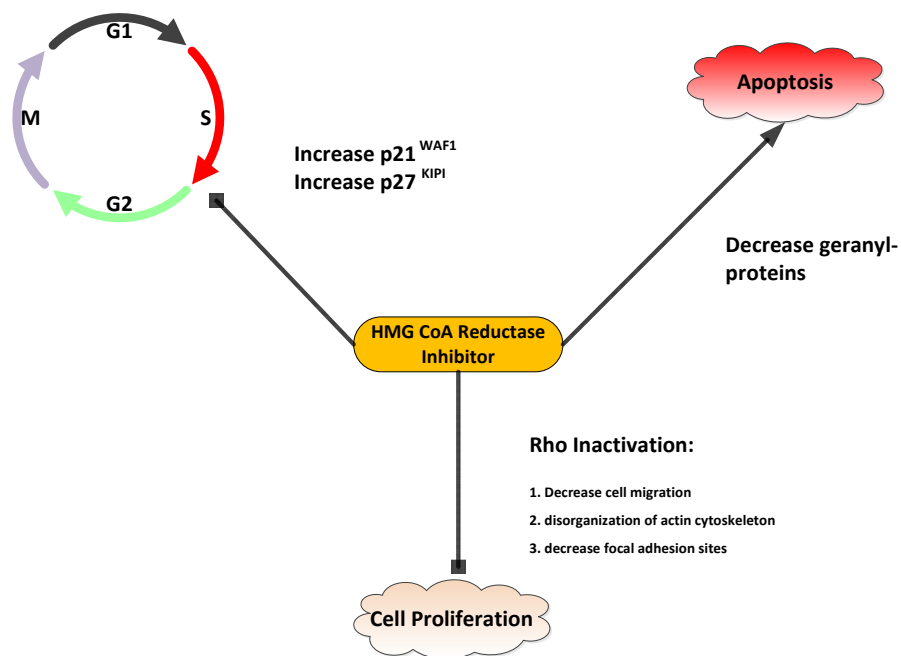 G1
Apoptosis
M
S
Increase p21 WAF1
Increase p27 KIPI
G2
Decrease geranyl-
proteins
HMG CoA Reductase
Inhibitor
Rho Inactivation:
1. Decrease cell migration
2. disorganization of actin cytoskeleton
3. decrease focal adhesion sites
Cell Proliferation